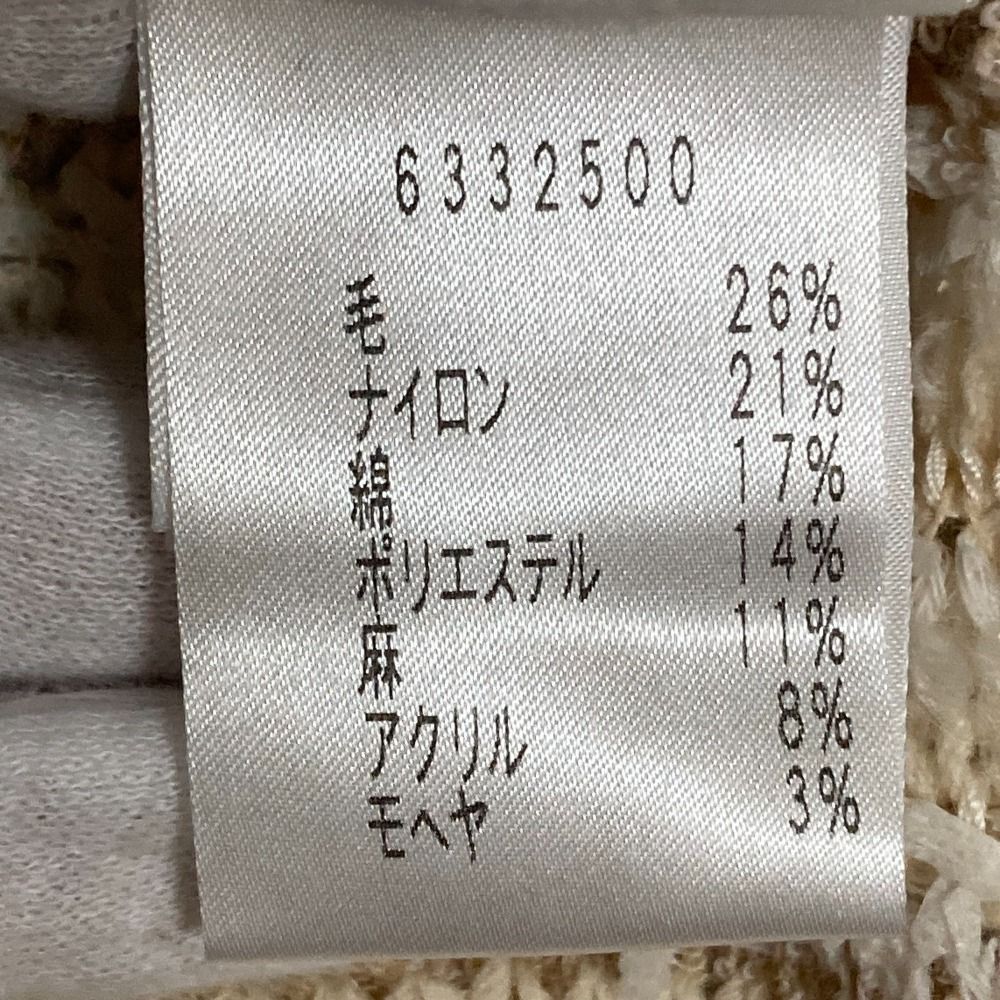 6332500
毛 26%
ナイロン 21%
綿 17%
ポリエステル 14%
麻 11%
アクリル 8%
モヘヤ 3%